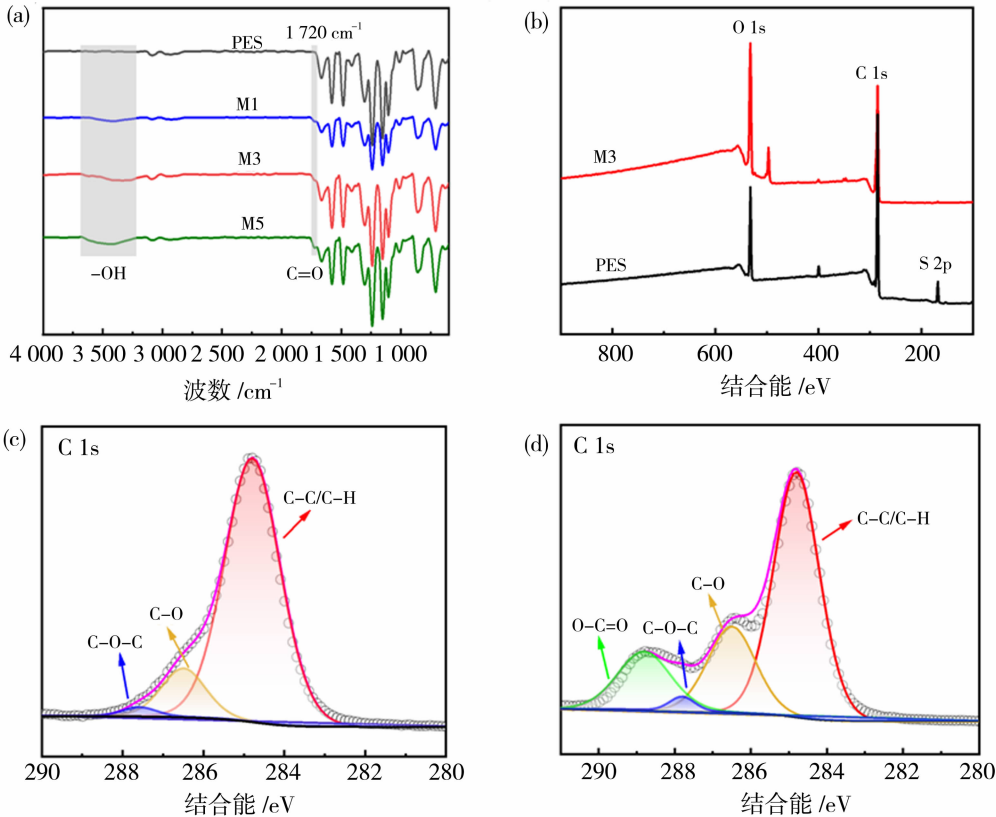 (a)
1 720 cm⁻¹
PES
M1
M3
M5
–OH
C=O
4 000 3 500 3 000 2 500 2 000 1 500 1 000
波数 /cm⁻¹
(b)
O 1s
C 1s
M3
PES
S 2p
800 600 400 200
结合能 /eV
(c)
C 1s
C–C/C–H
C–O
C–O–C
290 288 286 284 282 280
结合能 /eV
(d)
C 1s
C–C/C–H
C–O
O–C=O
C–O–C
290 288 286 284 282 280
结合能 /eV